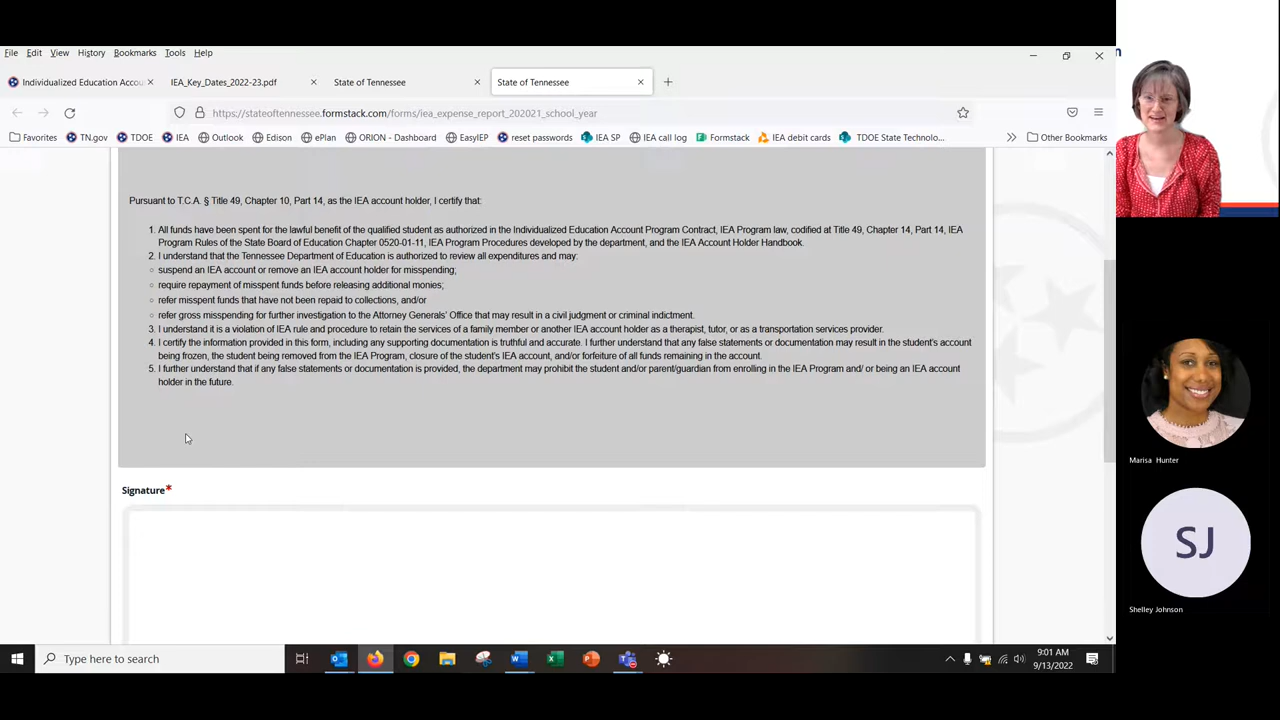 File Edit View History Bookmarks Tools Help
Individualized Education Accou
IEA_Key_Dates_2022-23.pdf
State of Tennessee
State of Tennessee
https://stateoftennessee.formstack.com/forms/iea_expense_report_202021_school_year
Favorites TN.gov TDOE IEA Outlook Edison ePlan ORION - Dashboard EasyIEP reset passwords IEA SP IEA call log Formstack IEA debit cards TDOE State Technolo... Other Bookmarks
Pursuant to T.C.A. § Title 49, Chapter 10, Part 14, as the IEA account holder, I certify that:
1. All funds have been spent for the lawful benefit of the qualified student as authorized in the Individualized Education Account Program Contract, IEA Program law, codified at Title 49, Chapter 14, Part 14, IEA
Program Rules of the State Board of Education Chapter 0520-01-11, IEA Program Procedures developed by the department, and the IEA Account Holder Handbook.
2. I understand that the Tennessee Department of Education is authorized to review all expenditures and may:
suspend an IEA account or remove an IEA account holder for misspending;
require repayment of misspent funds before releasing additional monies;
refer misspent funds that have not been repaid to collections, and/or
refer gross misspending for further investigation to the Attorney Generals' Office that may result in a civil judgment or criminal indictment.
3. I understand it is a violation of IEA rule and procedure to retain the services of a family member or another IEA account holder as a therapist, tutor, or as a transportation services provider.
4. I certify the information provided in this form, including any supporting documentation is truthful and accurate. I further understand that any false statements or documentation may result in the student's account
being frozen, the student being removed from the IEA Program, closure of the student's IEA account, and/or forfeiture of all funds remaining in the account.
5. I further understand that if any false statements or documentation is provided, the department may prohibit the student and/or parent/guardian from enrolling in the IEA Program and/ or being an IEA account
holder in the future.
Signature*
Marisa Hunter
SJ
Shelley Johnson
Type here to search
9:01 AM
9/13/2022